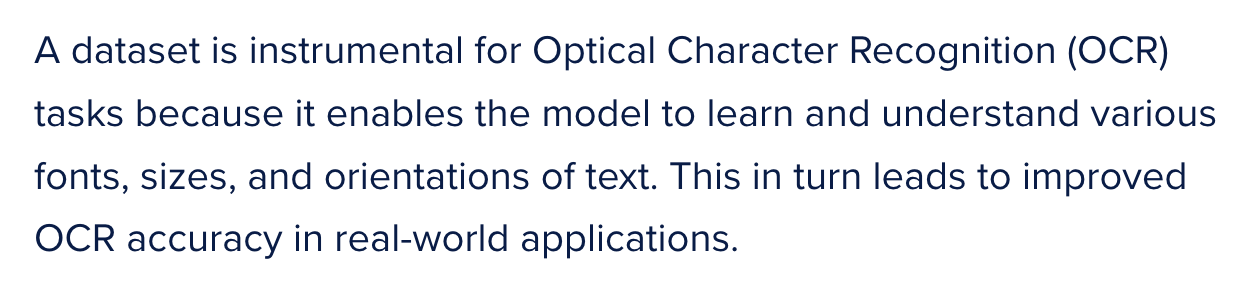 A dataset is instrumental for Optical Character Recognition (OCR)
tasks because it enables the model to learn and understand various
fonts, sizes, and orientations of text. This in turn leads to improved
OCR accuracy in real-world applications.